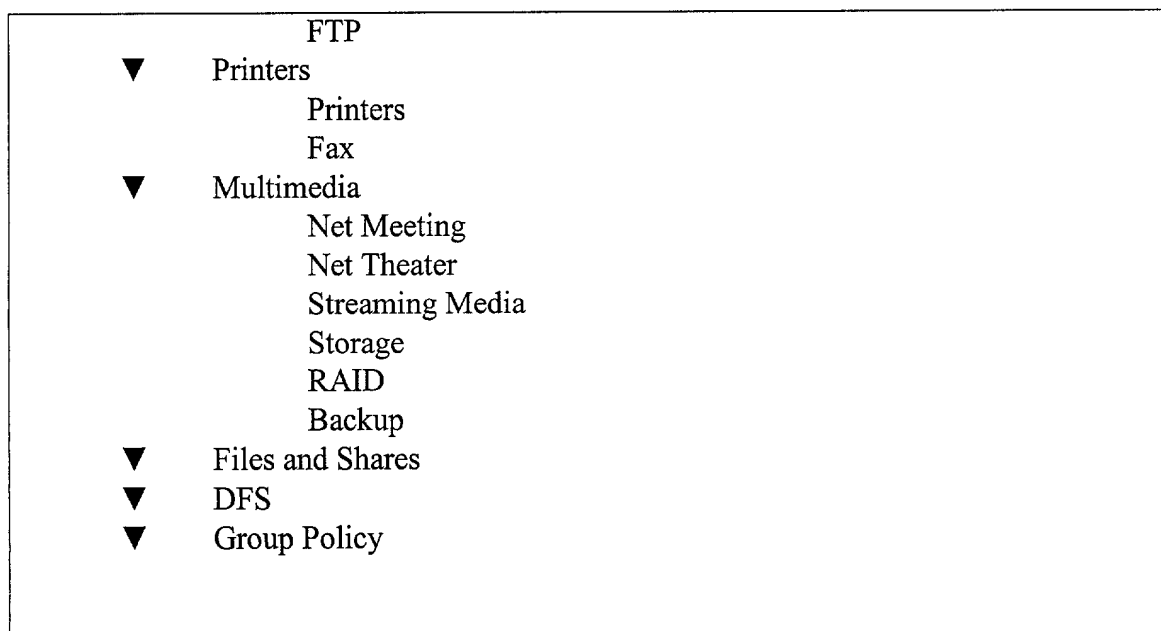 FTP
▼ Printers
Printers
Fax
▼ Multimedia
Net Meeting
Net Theater
Streaming Media
Storage
RAID
Backup
▼ Files and Shares
▼ DFS
▼ Group Policy